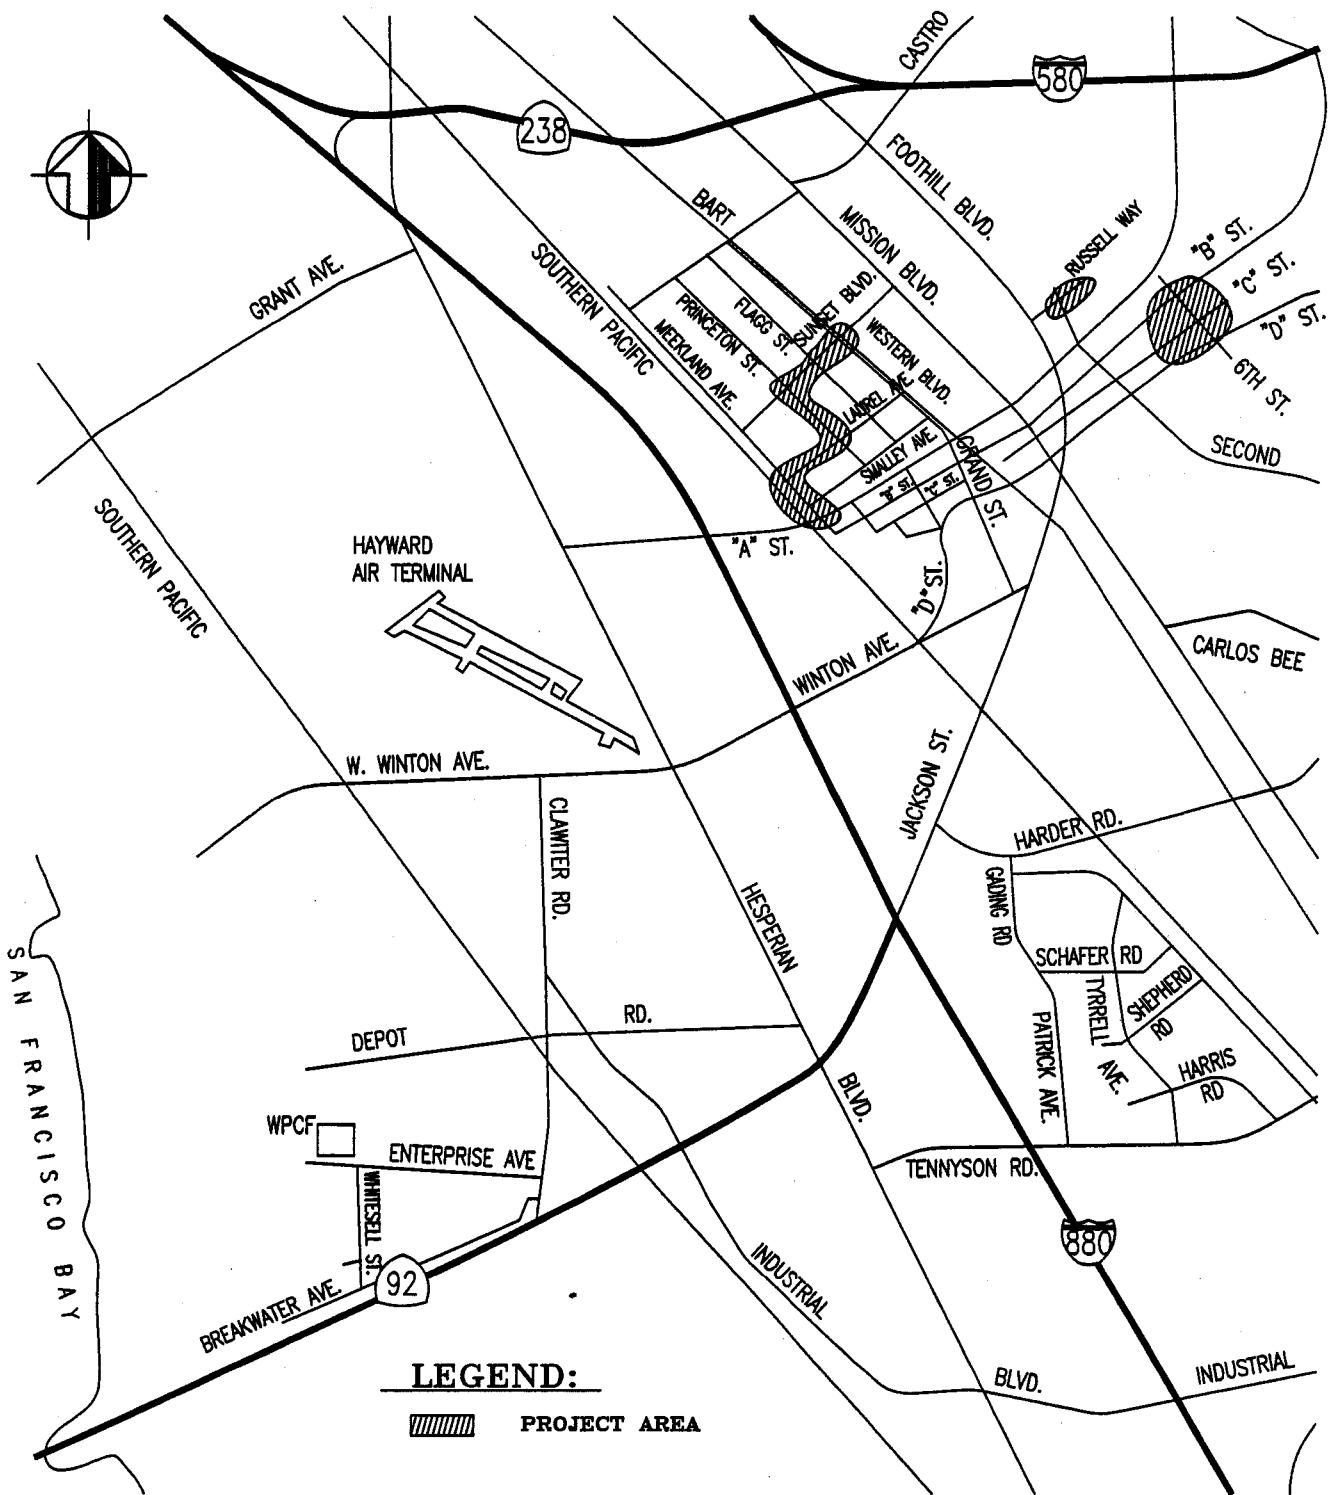 CASTRO
580
238
FOOTHILL BLVD.
BART
MISSION BLVD.
RUSSELL WAY
"B" ST.
"C" ST.
"D" ST.
GRANT AVE.
SOUTHERN PACIFIC
SUNSET BLVD.
FLAGG ST.
PRINCETON ST.
MEEKLAND AVE.
WESTERN BLVD.
LAUREL AVE
6TH ST.
SECOND
SMALLEY AVE.
GRAND ST.
"B" ST.
"C" ST.
SOUTHERN PACIFIC
HAYWARD
AIR TERMINAL
"A" ST.
"D" ST.
CARLOS BEE
WINTON AVE.
W. WINTON AVE.
JACKSON ST.
CLAWITER RD.
HARDER RD.
HESPERIAN
BLVD.
GADING RD
SCHAFER RD
TYRRELL
AVE.
SHEPHERD
RD
PATRICK AVE.
HARRIS
RD
SAN FRANCISCO BAY
DEPOT
RD.
WPCF
ENTERPRISE AVE
WHITESELL ST.
TENNYSON RD.
880
92
BREAKWATER AVE.
INDUSTRIAL
BLVD.
INDUSTRIAL
LEGEND:
PROJECT AREA